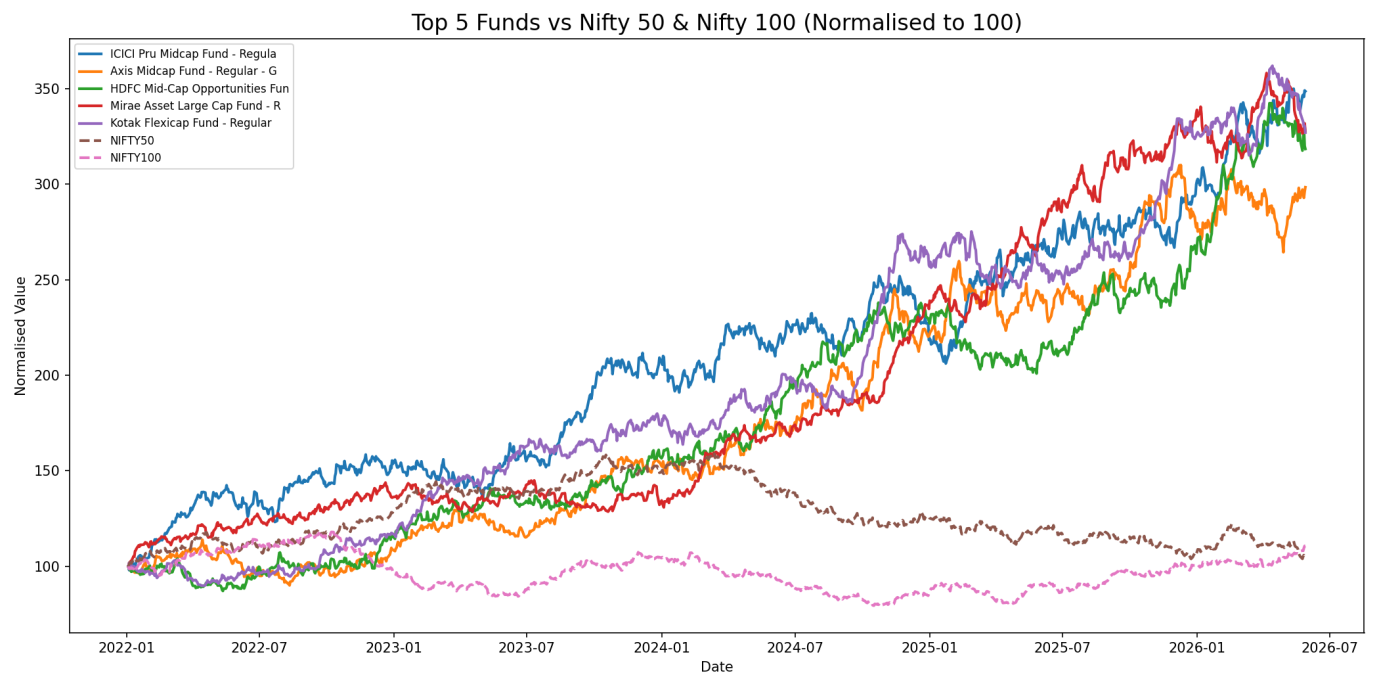 Top 5 Funds vs Nifty 50 & Nifty 100 (Normalised to 100)
ICICI Pru Midcap Fund - Regula
Axis Midcap Fund - Regular - G
HDFC Mid-Cap Opportunities Fun
Mirae Asset Large Cap Fund - R
Kotak Flexicap Fund - Regular
NIFTY50
NIFTY100
350
300
250
200
150
100
Normalised Value
2022-01 2022-07 2023-01 2023-07 2024-01 2024-07 2025-01 2025-07 2026-01 2026-07
Date